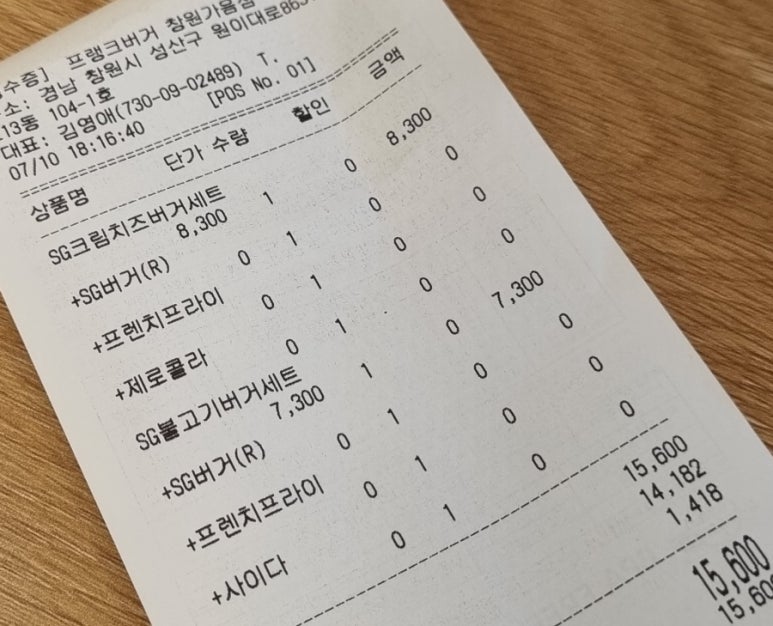 프랭크버거 창원가음점
소: 경남 창원시 성산구 원이대로
13동 104-1호
대표: 김영애(730-09-02489) T.
07/10 18:16:40 [POS No. 01]
상품명 단가 수량 할인 금액
SG크림치즈버거세트
8,300 1 0 8,300
+SG버거(R) 0 1 0 0
+프렌치프라이 0 1 0 0
+제로콜라 0 1 0 0
SG불고기버거세트
7,300 1 0 7,300
+SG버거(R) 0 1 0 0
+프렌치프라이 0 1 0 0
+사이다 0 1 0 0
15,600
14,182
1,418
15,600
15,600